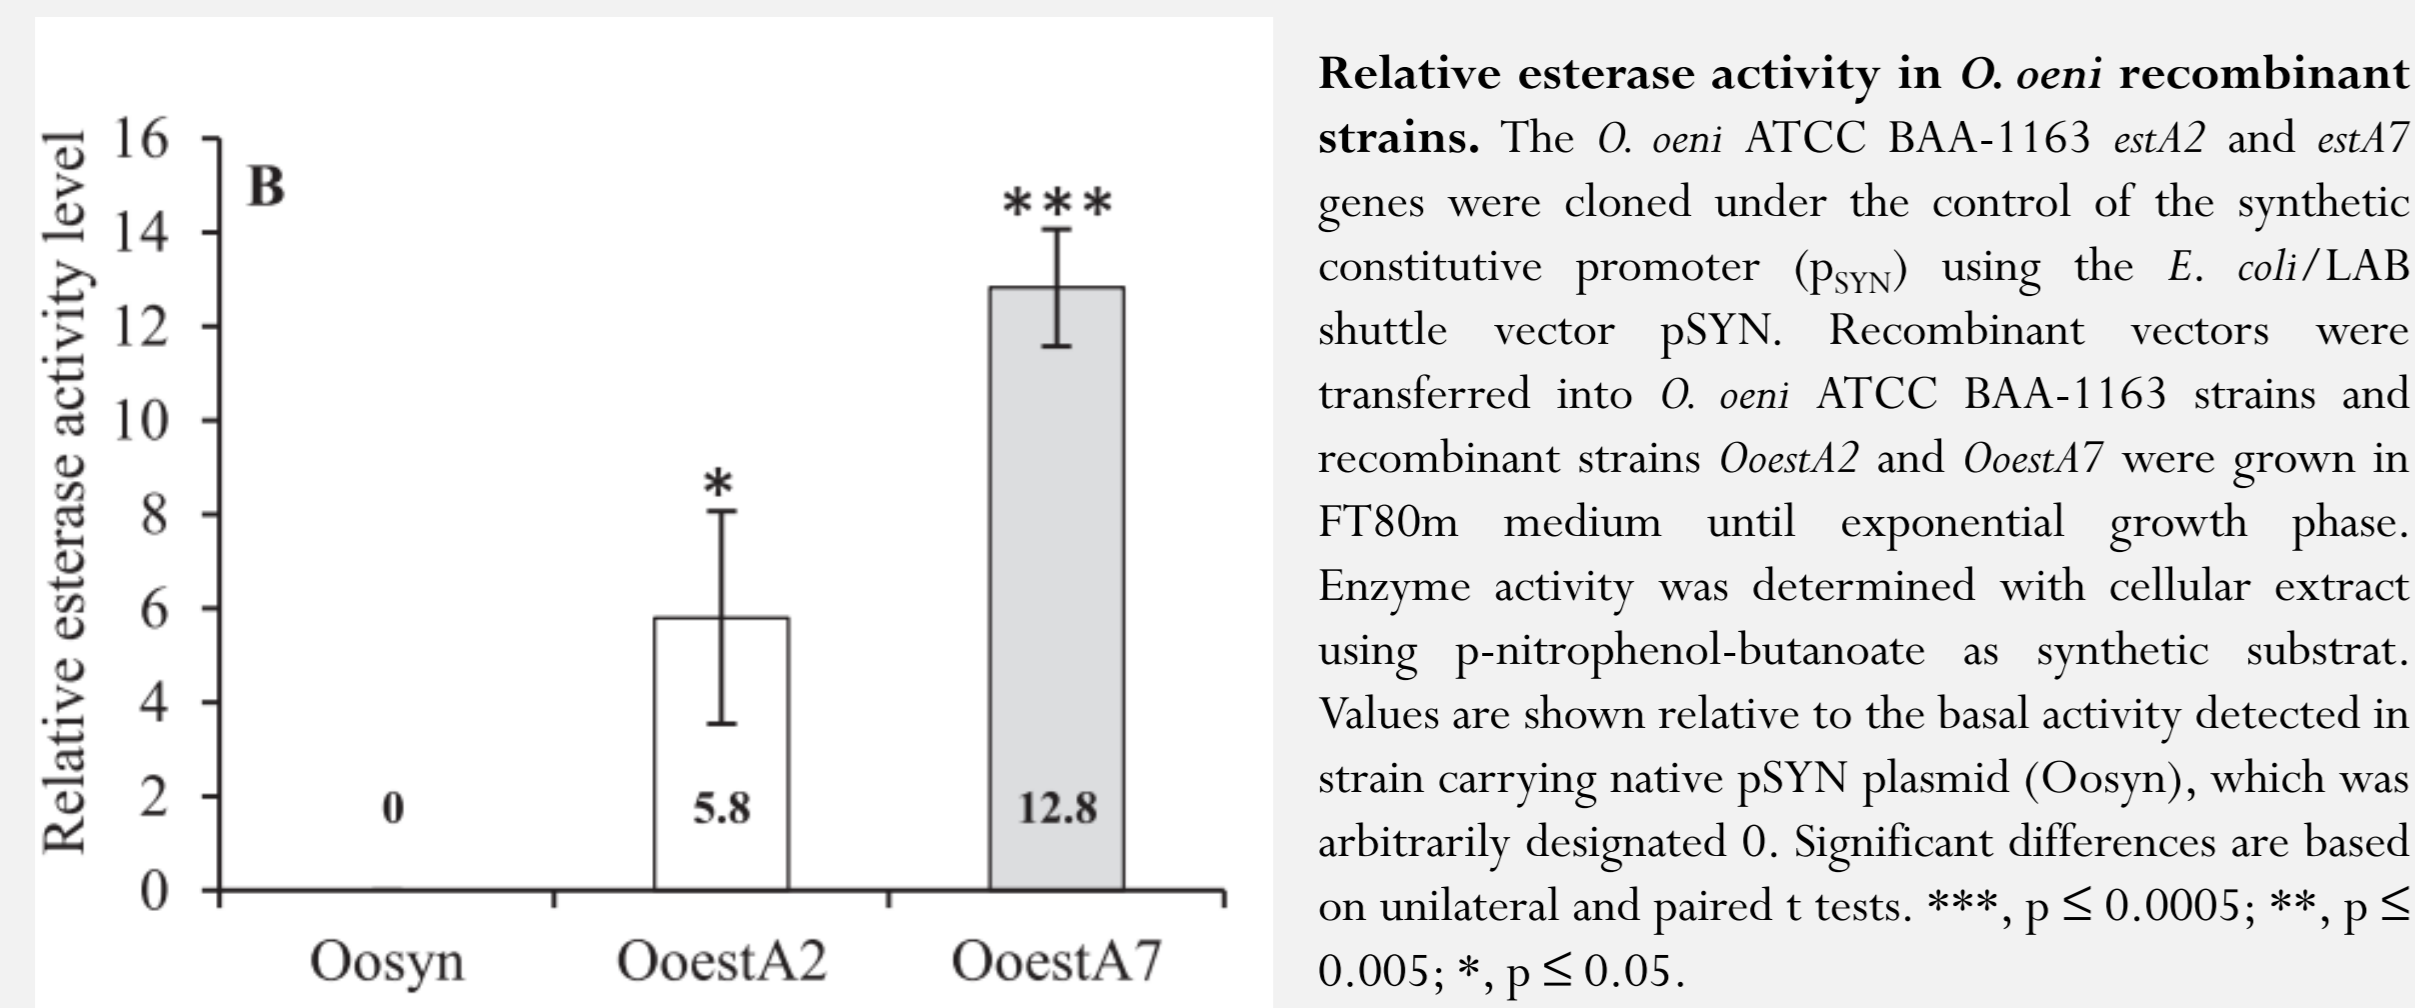 Relative esterase activity level
16
14
12
10
8
6
4
2
0
B
*
***
0
5.8
12.8
Oosyn
OoestA2
OoestA7
Relative esterase activity in O. oeni recombinant
strains. The O. oeni ATCC BAA-1163 estA2 and estA7
genes were cloned under the control of the synthetic
constitutive promoter (pSYN) using the E. coli/LAB
shuttle vector pSYN. Recombinant vectors were
transferred into O. oeni ATCC BAA-1163 strains and
recombinant strains OoestA2 and OoestA7 were grown in
FT80m medium until exponential growth phase.
Enzyme activity was determined with cellular extract
using p-nitrophenol-butanoate as synthetic substrat.
Values are shown relative to the basal activity detected in
strain carrying native pSYN plasmid (Oosyn), which was
arbitrarily designated 0. Significant differences are based
on unilateral and paired t tests. ***, p ≤ 0.0005; **, p ≤
0.005; *, p ≤ 0.05.